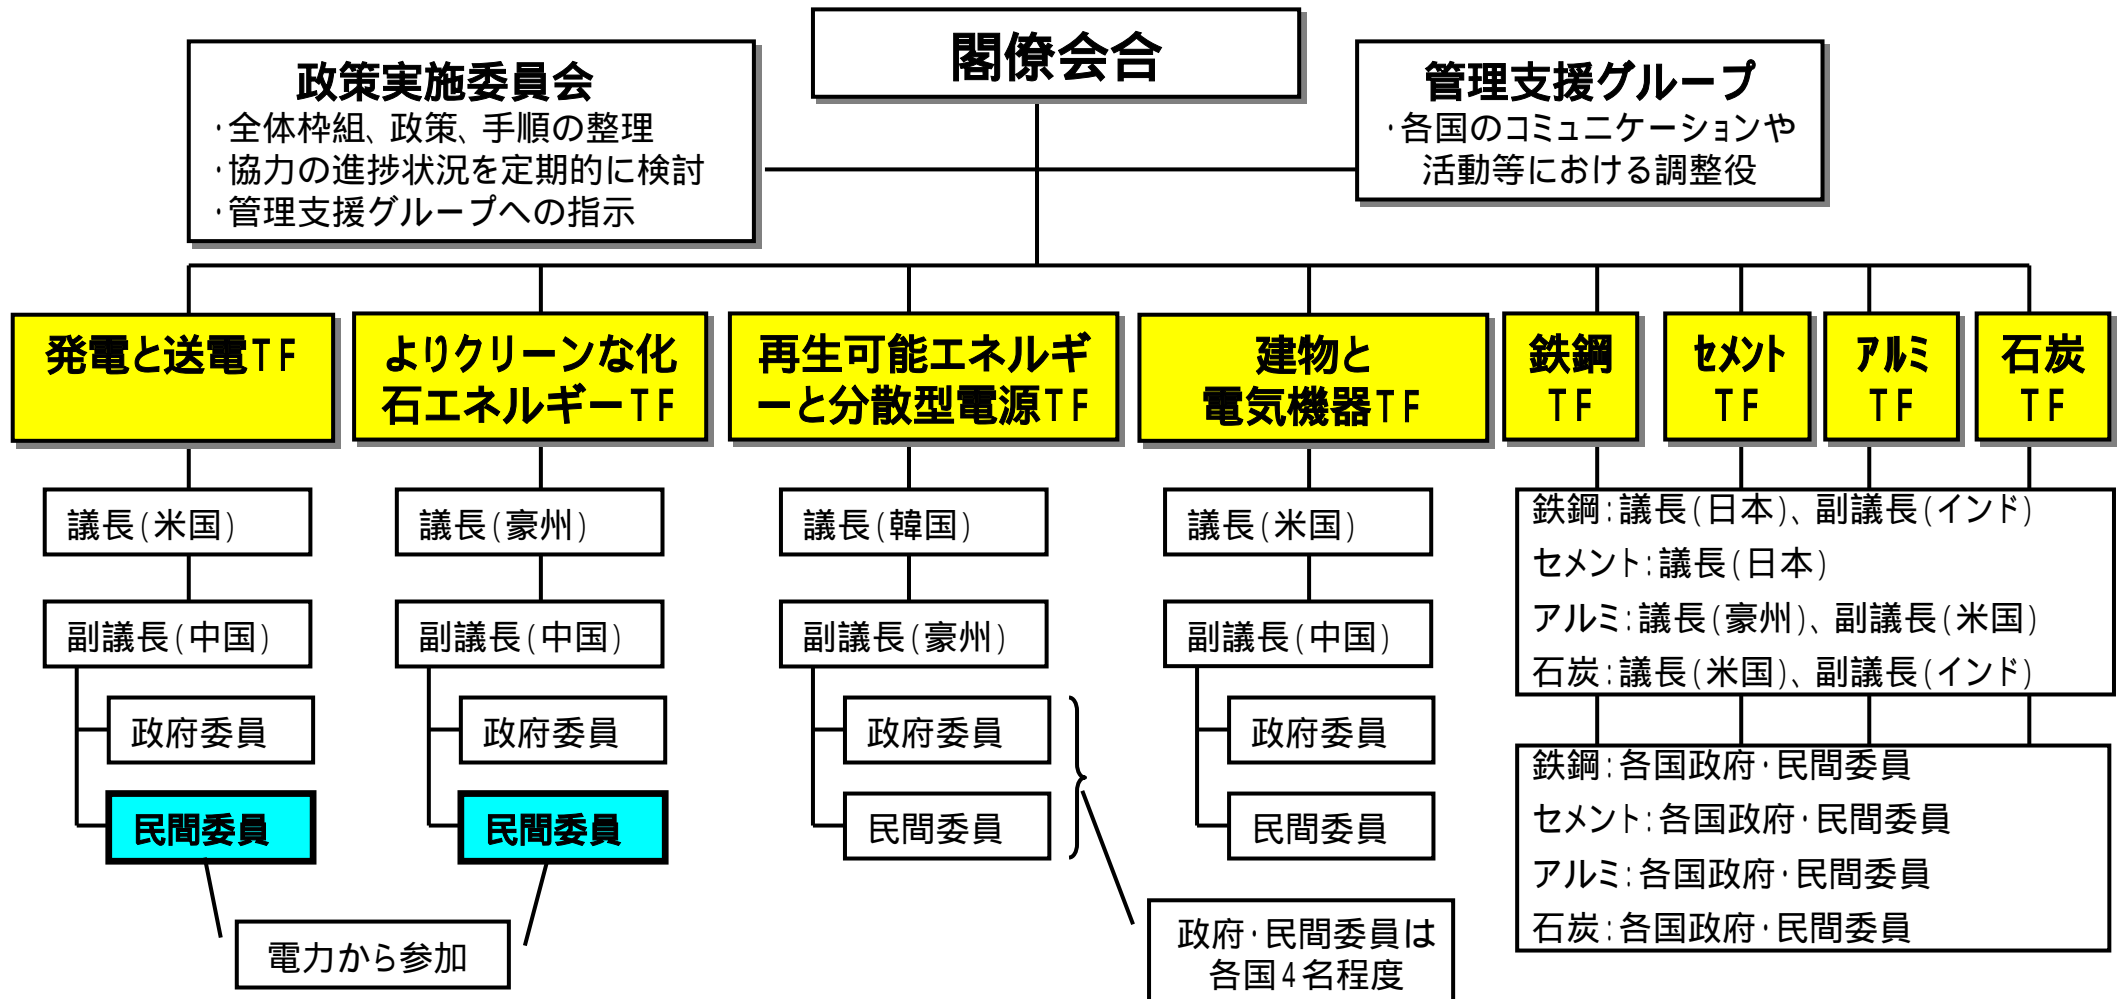 閣僚会合
政策実施委員会
・全体枠組、政策、手順の整理
・協力の進捗状況を定期的に検討
・管理支援グループへの指示
管理支援グループ
・各国のコミュニケーションや
活動等における調整役
発電と送電TF
よりクリーンな化
石エネルギーTF
再生可能エネルギ
ーと分散型電源TF
建物と
電気機器TF
鉄鋼
TF
セメント
TF
アルミ
TF
石炭
TF
議長(米国)
議長(豪州)
議長(韓国)
議長(米国)
副議長(中国)
副議長(中国)
副議長(豪州)
副議長(中国)
鉄鋼:議長(日本)、副議長(インド)
セメント:議長(日本)
アルミ:議長(豪州)、副議長(米国)
石炭:議長(米国)、副議長(インド)
政府委員
政府委員
政府委員
政府委員
民間委員
民間委員
民間委員
民間委員
鉄鋼:各国政府・民間委員
セメント:各国政府・民間委員
アルミ:各国政府・民間委員
石炭:各国政府・民間委員
電力から参加
政府・民間委員は
各国4名程度